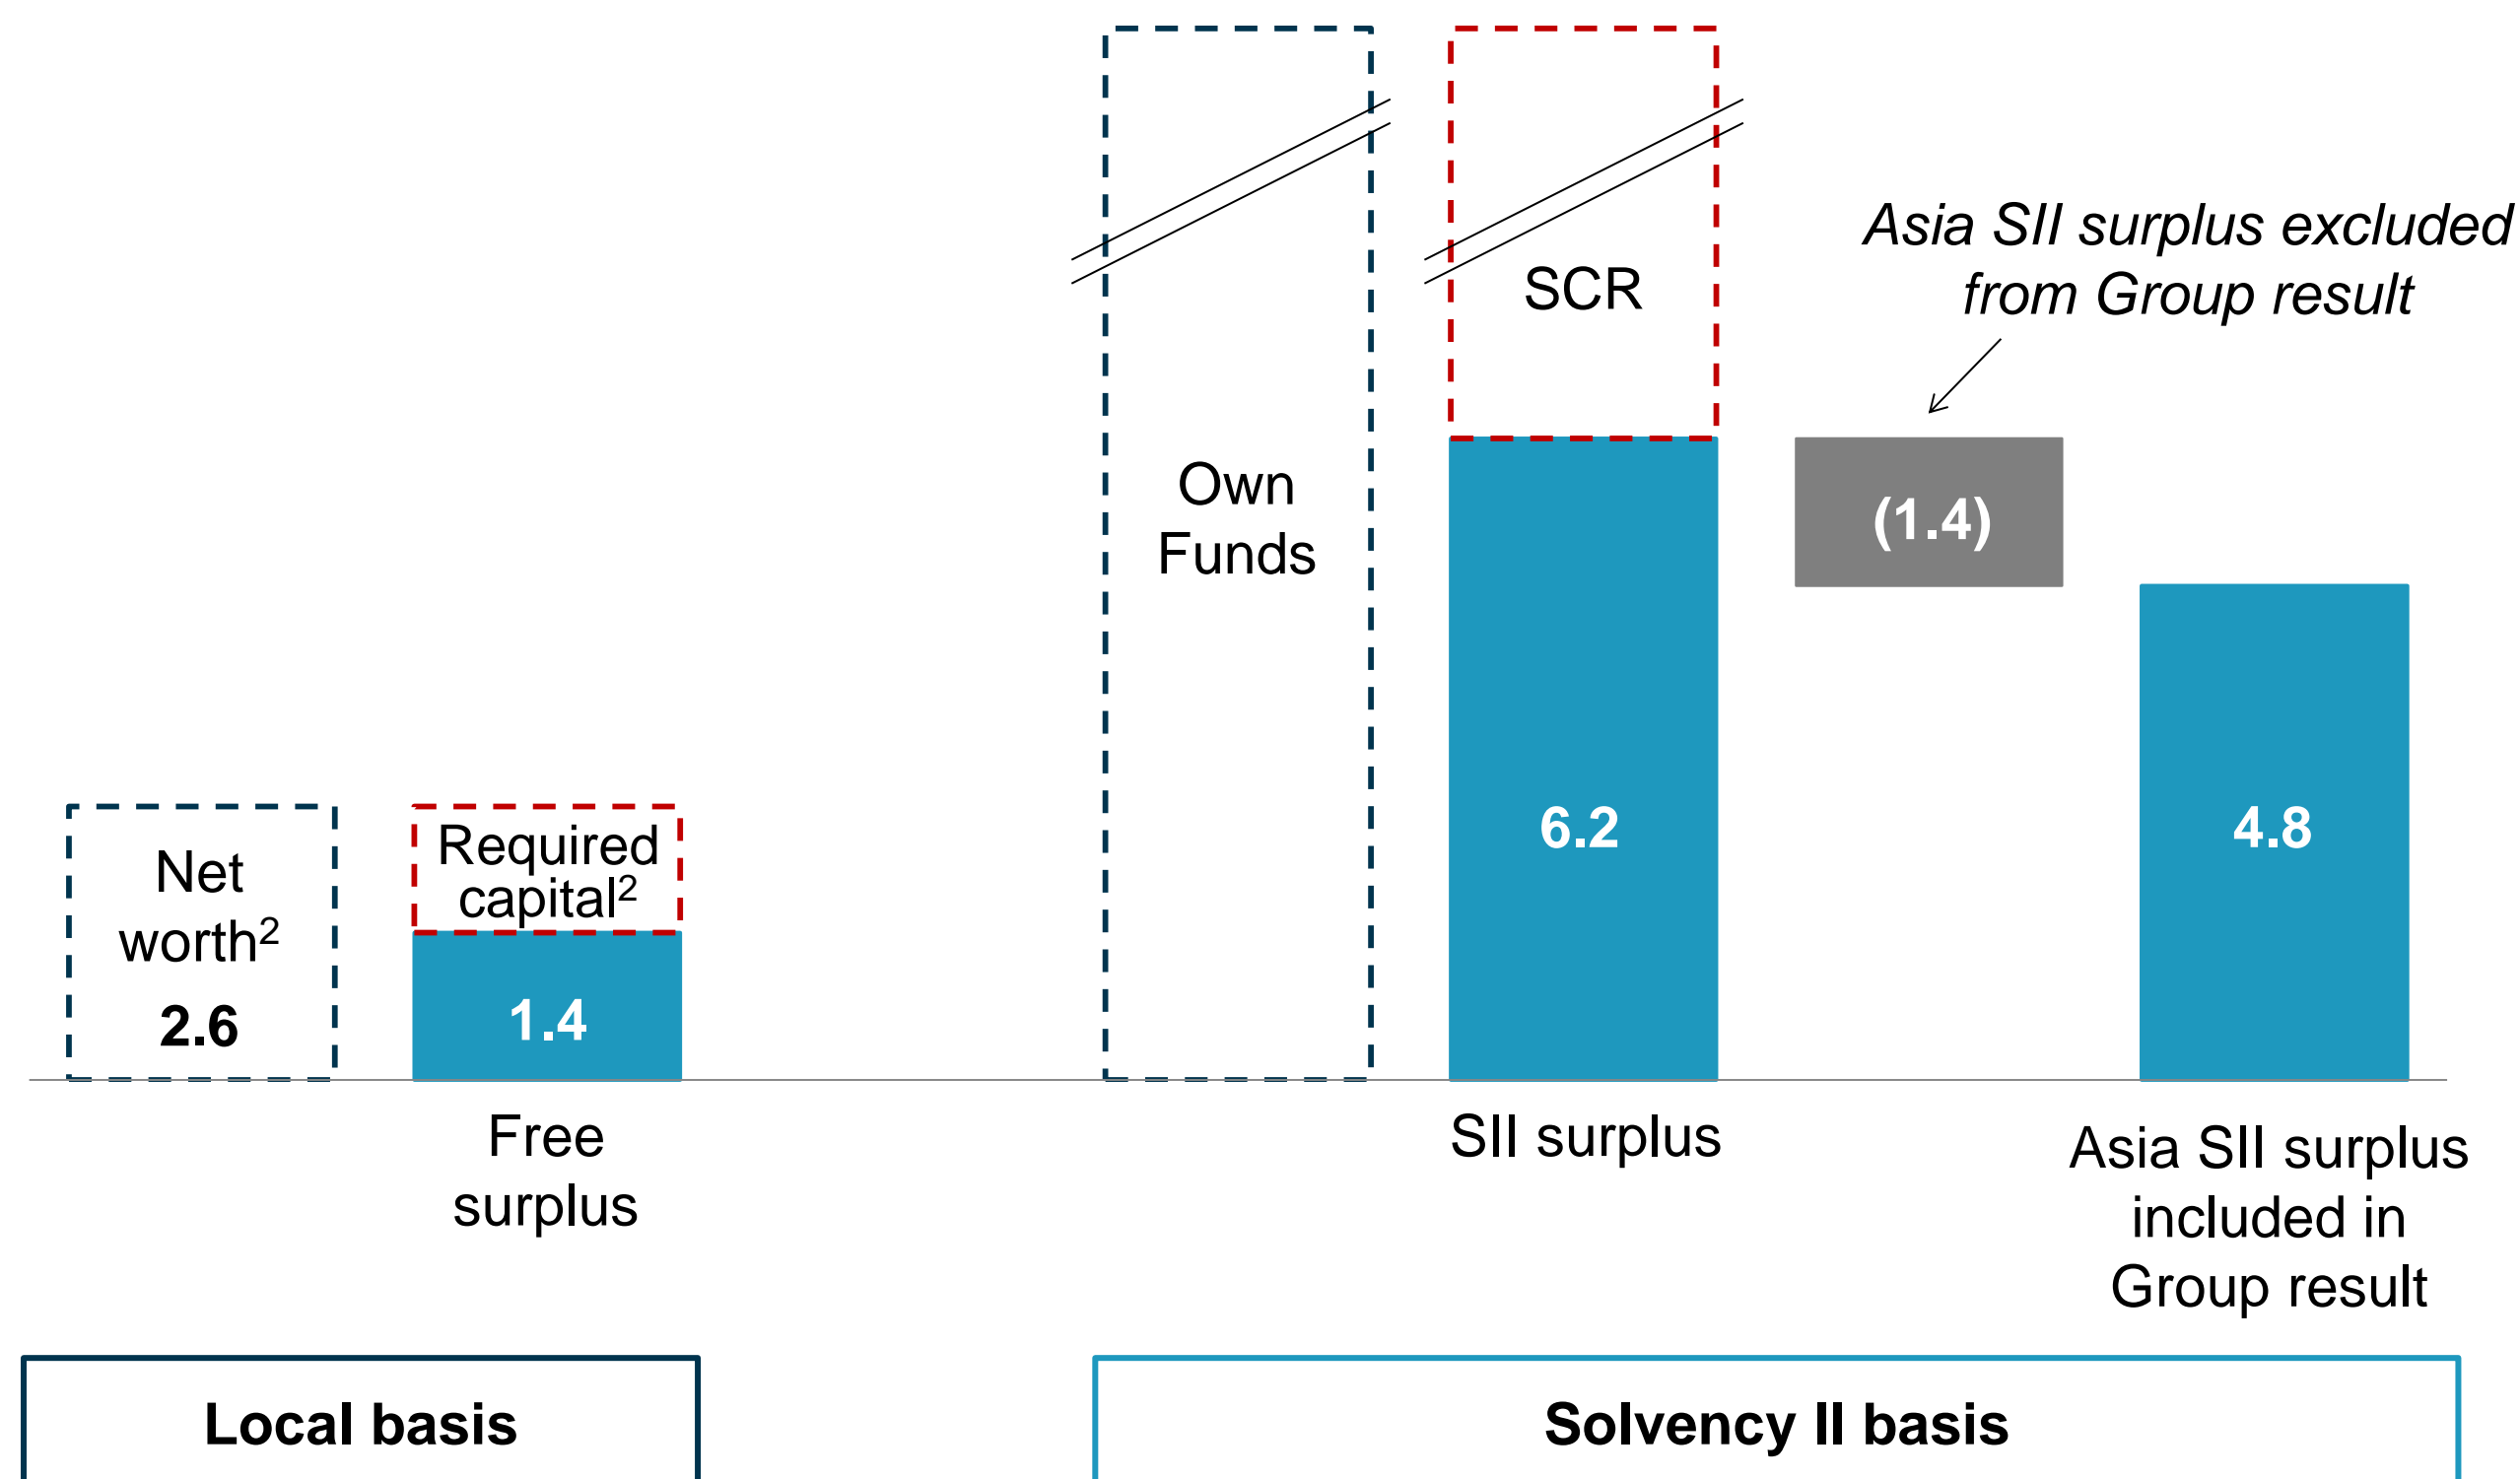 Asia SII surplus excluded
from Group result
SCR
Own
Funds
(1.4)
6.2
4.8
Net
worth²
2.6
Required
capital²
1.4
Free
surplus
SII surplus
Asia SII surplus
included in
Group result
Local basis
Solvency II basis